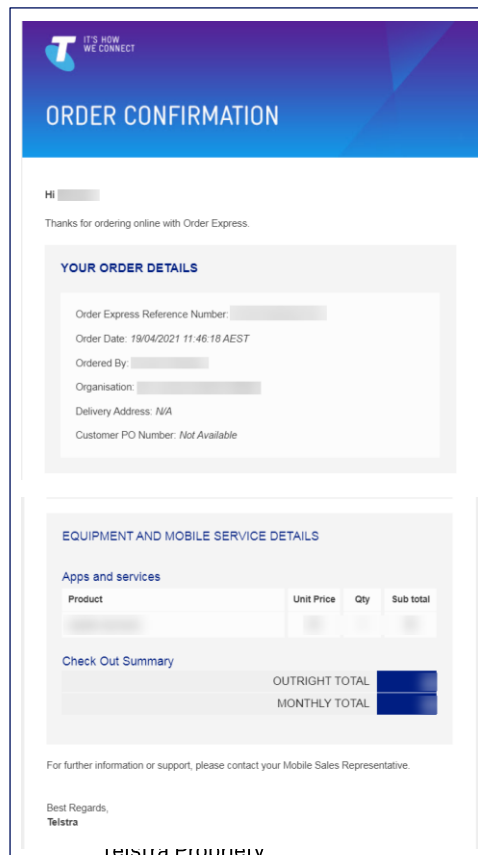 IT'S HOW
WE CONNECT
ORDER CONFIRMATION
Hi
Thanks for ordering online with Order Express.
YOUR ORDER DETAILS
Order Express Reference Number:
Order Date: 19/04/2021 11:46:18 AEST
Ordered By:
Organisation:
Delivery Address: N/A
Customer PO Number: Not Available
EQUIPMENT AND MOBILE SERVICE DETAILS
Apps and services
Product Unit Price Qty Sub total
Check Out Summary
OUTRIGHT TOTAL
MONTHLY TOTAL
For further information or support, please contact your Mobile Sales Representative.
Best Regards,
Telstra
Telstra Property